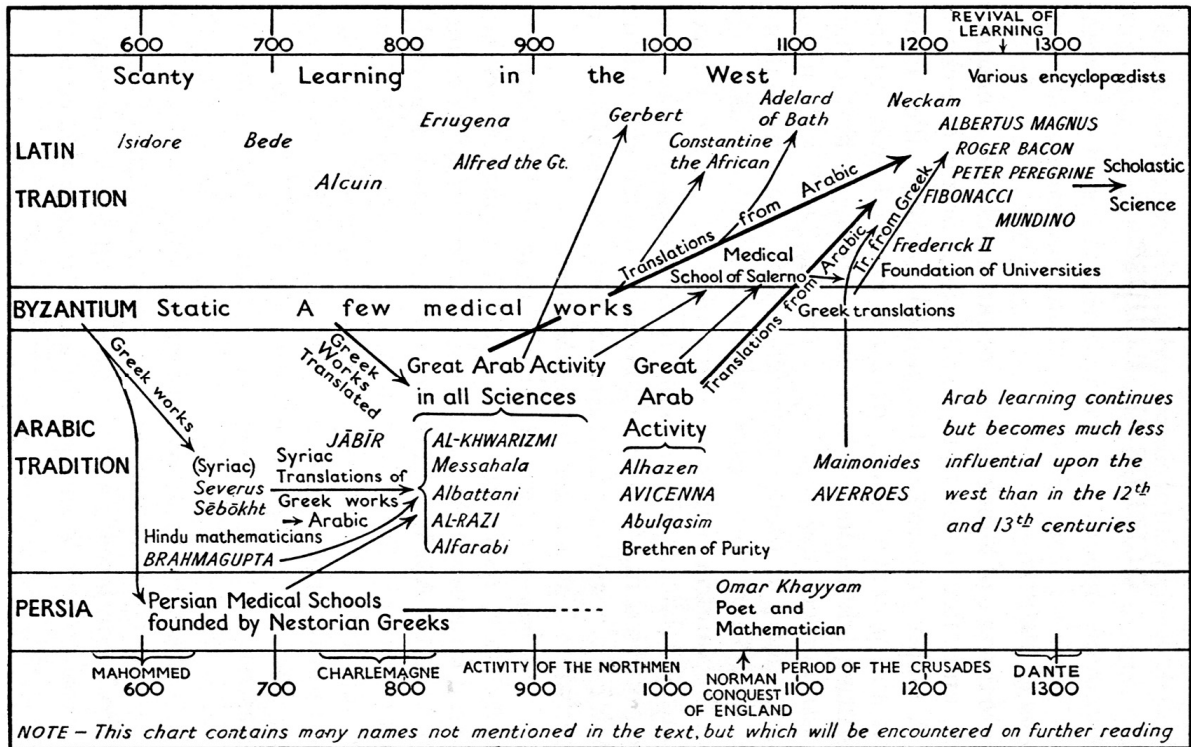 REVIVAL OF
LEARNING
600 700 800 900 1000 1100 1200 1300
Scanty Learning in the West
Various encyclopædists
LATIN
TRADITION
Isidore
Bede
Alcuin
Eriugena
Alfred the Gt.
Gerbert
Constantine
the African
Adelard
of Bath
Neckam
ALBERTUS MAGNUS
ROGER BACON
PETER PEREGRINE
FIBONACCI
MUNDINO
Scholastic
Science
Translations from Arabic
Medical
School of Salerno
Translations from Arabic
Tr. from Greek
Frederick II
Foundation of Universities
BYZANTIUM Static A few medical works
Greek translations
Greek works
Greek
Works
Translated
ARABIC
TRADITION
Great Arab Activity
in all Sciences
Great
Arab
Activity
JĀBĪR
(Syriac)
Severus
Sēbōkht
Syriac
Translations of
Greek works
Arabic
Hindu mathematicians
BRAHMAGUPTA
AL-KHWARIZMI
Messahala
Albattani
AL-RAZI
Alfarabi
Alhazen
AVICENNA
Abulqasim
Brethren of Purity
Maimonides
AVERROES
Arab learning continues
but becomes much less
influential upon the
west than in the 12th
and 13th centuries
PERSIA
Persian Medical Schools
founded by Nestorian Greeks
Omar Khayyam
Poet and
Mathematician
MAHOMMED
CHARLEMAGNE
ACTIVITY OF THE NORTHMEN
NORMAN
CONQUEST
OF ENGLAND
PERIOD OF THE CRUSADES
DANTE
600 700 800 900 1000 1100 1200 1300
NOTE – This chart contains many names not mentioned in the text, but which will be encountered on further reading